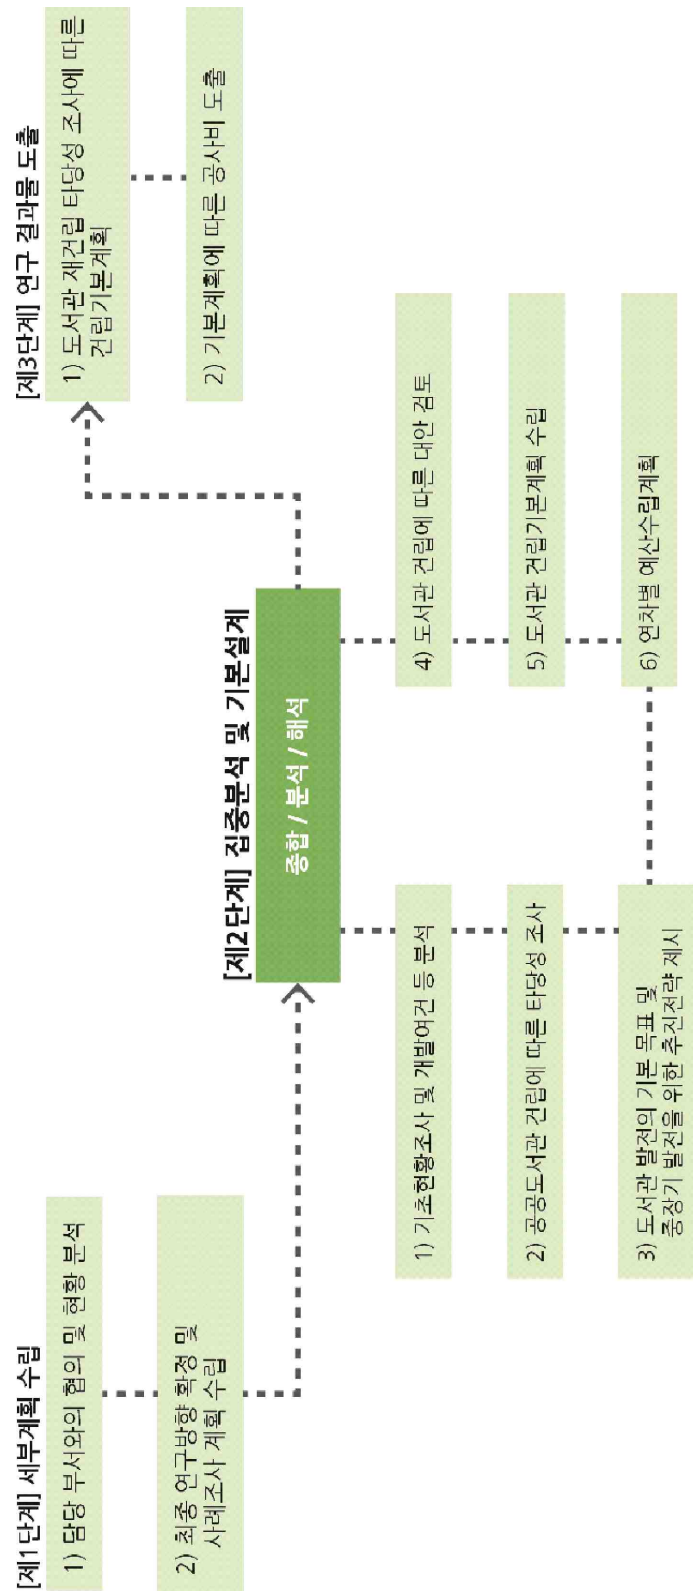 [제1단계] 세부계획 수립
1) 담당 부서와의 협의 및 현황 분석
2) 최종 연구방향 확정 및
사례조사 계획 수립
[제2단계] 집중분석 및 기본설계
종합 / 분석 / 해석
1) 기초현황조사 및 개발여건 등 분석
2) 공공도서관 건립에 따른 타당성 조사
3) 도서관 발전의 기본 목표 및
중장기 발전을 위한 추진전략 제시
4) 도서관 건립에 따른 대안 검토
5) 도서관 건립기본계획 수립
6) 연차별 예산수립계획
[제3단계] 연구 결과물 도출
1) 도서관 재건립 타당성 조사에 따른
건립기본계획
2) 기본계획에 따른 공사비 도출